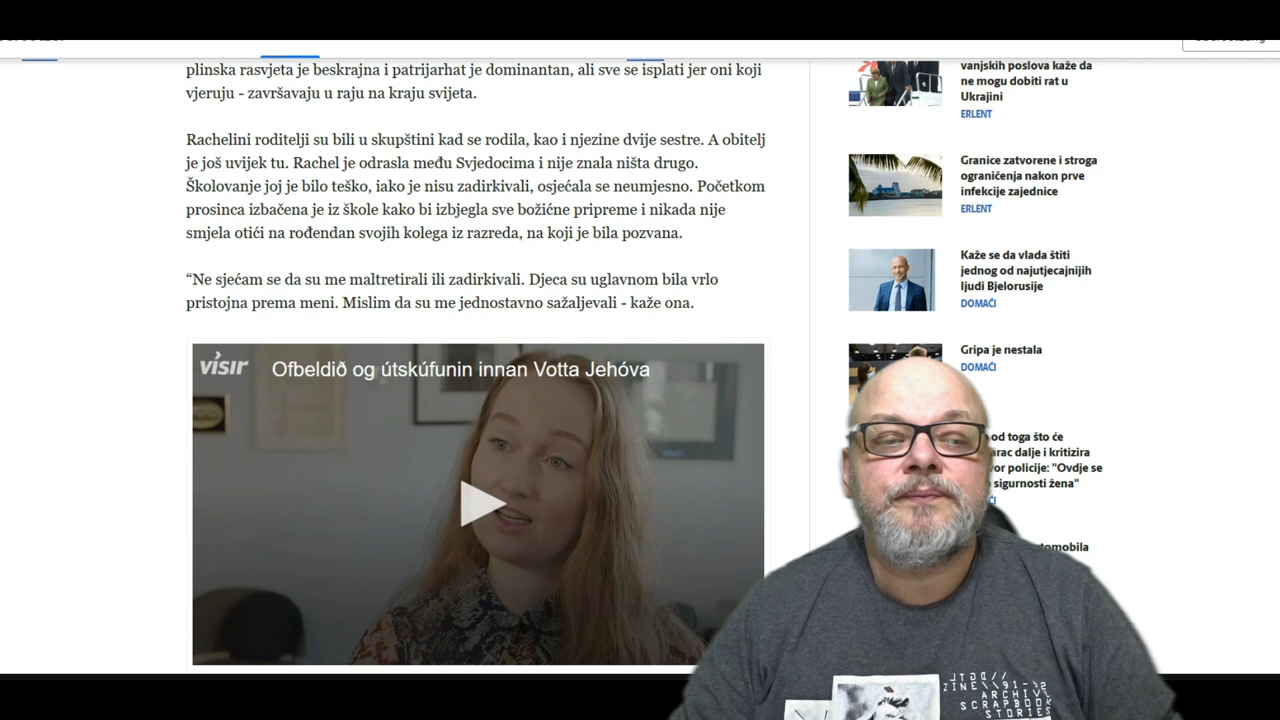 plinska rasvjeta je beskrajna i patrijarhat je dominantan, ali sve se isplati jer oni koji
vjeruju - završavaju u raju na kraju svijeta.
Rachelini roditelji su bili u skupštini kad se rodila, kao i njezine dvije sestre. A obitelj
je još uvijek tu. Rachel je odrasla među Svjedocima i nije znala ništa drugo.
Školovanje joj je bilo teško, iako je nisu zadirkivali, osjećala se neumjesno. Početkom
prosinca izbačena je iz škole kako bi izbjegla sve božićne pripreme i nikada nije
smjela otići na rođendan svojih kolega iz razreda, na koji je bila pozvana.
“Ne sjećam se da su me maltretirali ili zadirkivali. Djeca su uglavnom bila vrlo
pristojna prema meni. Mislim da su me jednostavno sažaljevali - kaže ona.
vísir
Ofbeldið og útskúfunin innan Votta Jehóva
vanjskih poslova kaže da
ne mogu dobiti rat u
Ukrajini
ERLENT
Granice zatvorene i stroga
ograničenja nakon prve
infekcije zajednice
ERLENT
Kaže se da vlada štiti
jednog od najutjecajnijih
ljudi Bjelorusije
DOMAĆI
Gripa je nestala
DOMAĆI
od toga što će
dalje i kritizira
policije: "Ovdje se
sigurnosti žena"
ARCHIVE
SCRAPBOOK
STORIES